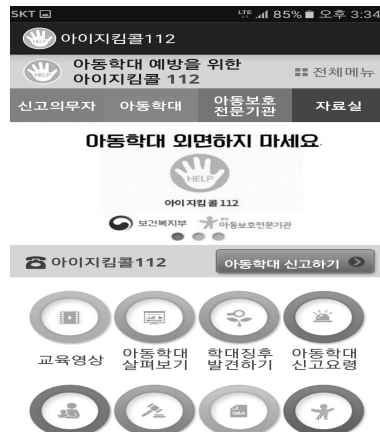 SKT LTE 85% 오후 3:34
HELP 아이지킴콜112
HELP 아동학대 예방을 위한 전체메뉴
아이지킴콜 112
신고의무자 아동학대 아동보호 전문기관 자료실
아동학대 외면하지 마세요.
HELP
아이지킴콜112
보건복지부 아동보호전문기관
아이지킴콜112 아동학대 신고하기
교육영상 아동학대 살펴보기 학대징후 발견하기 아동학대 신고요령
Q&A